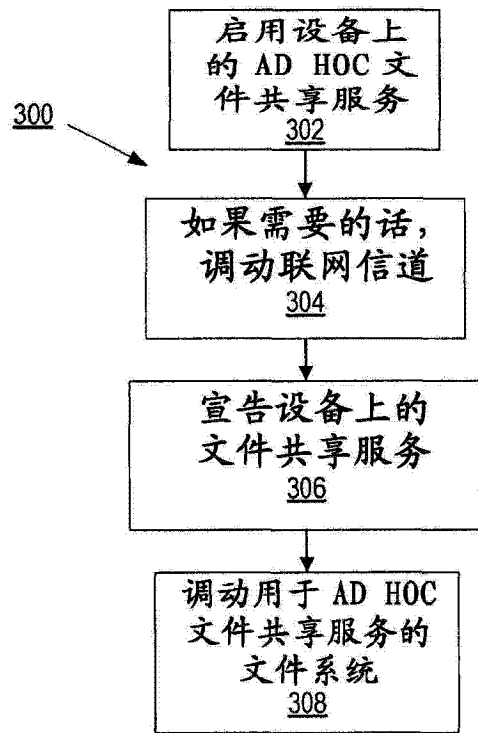 启用设备上
的 AD HOC 文
件共享服务
302
300
如果需要的话，
调动联网信道
304
宣告设备上的
文件共享服务
306
调动用于 AD HOC
文件共享服务的
文件系统
308